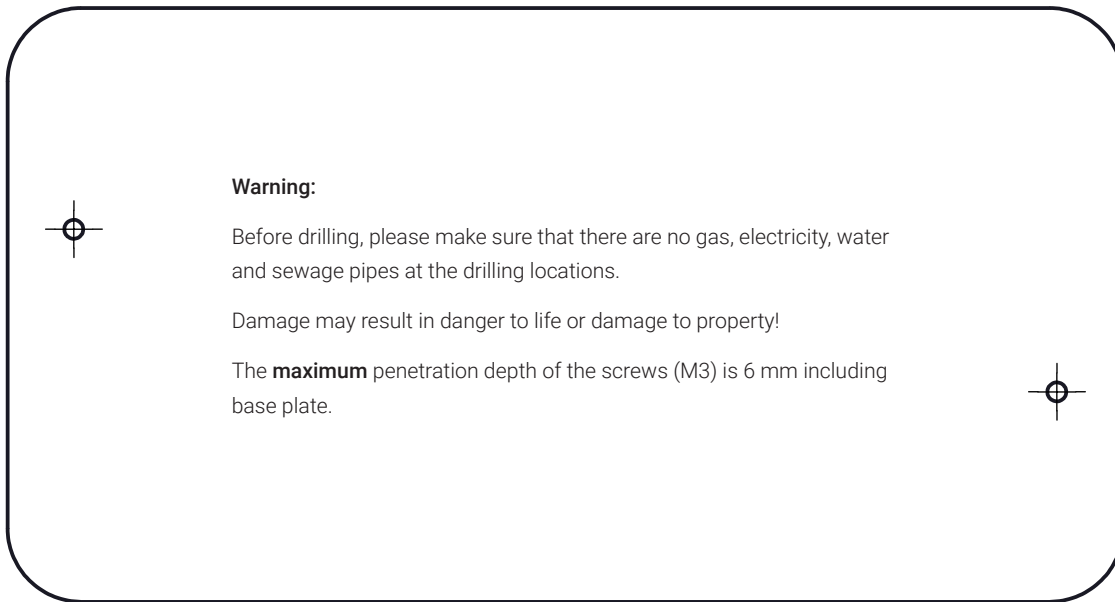 Warning:
Before drilling, please make sure that there are no gas, electricity, water
and sewage pipes at the drilling locations.
Damage may result in danger to life or damage to property!
The maximum penetration depth of the screws (M3) is 6 mm including
base plate.